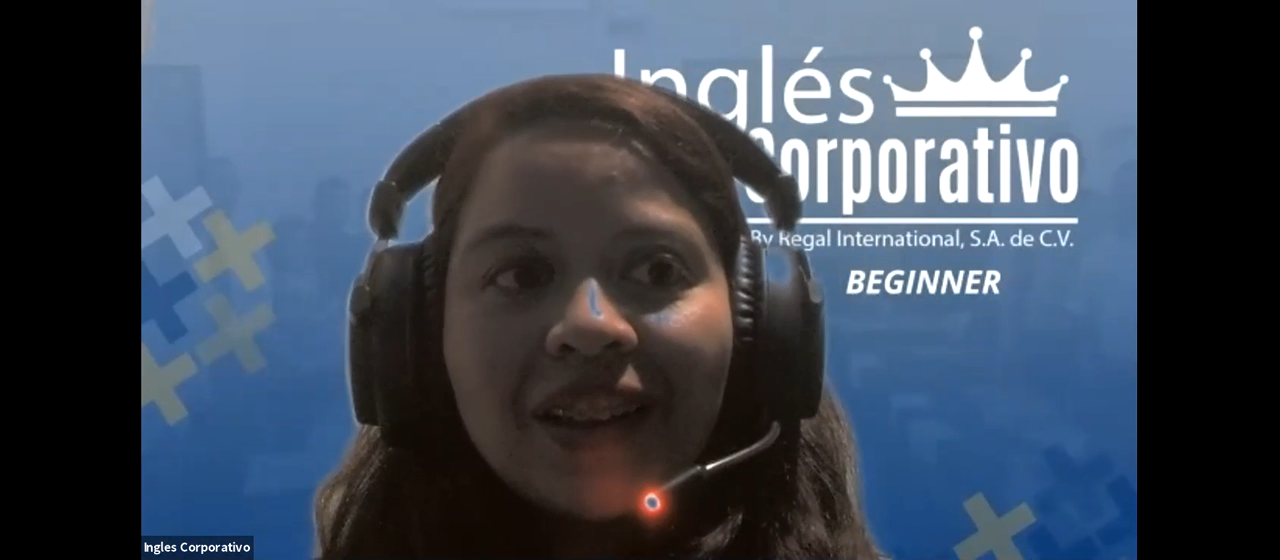 Inglés
Corporativo
By Regal International, S.A. de C.V.
BEGINNER
Ingles Corporativo